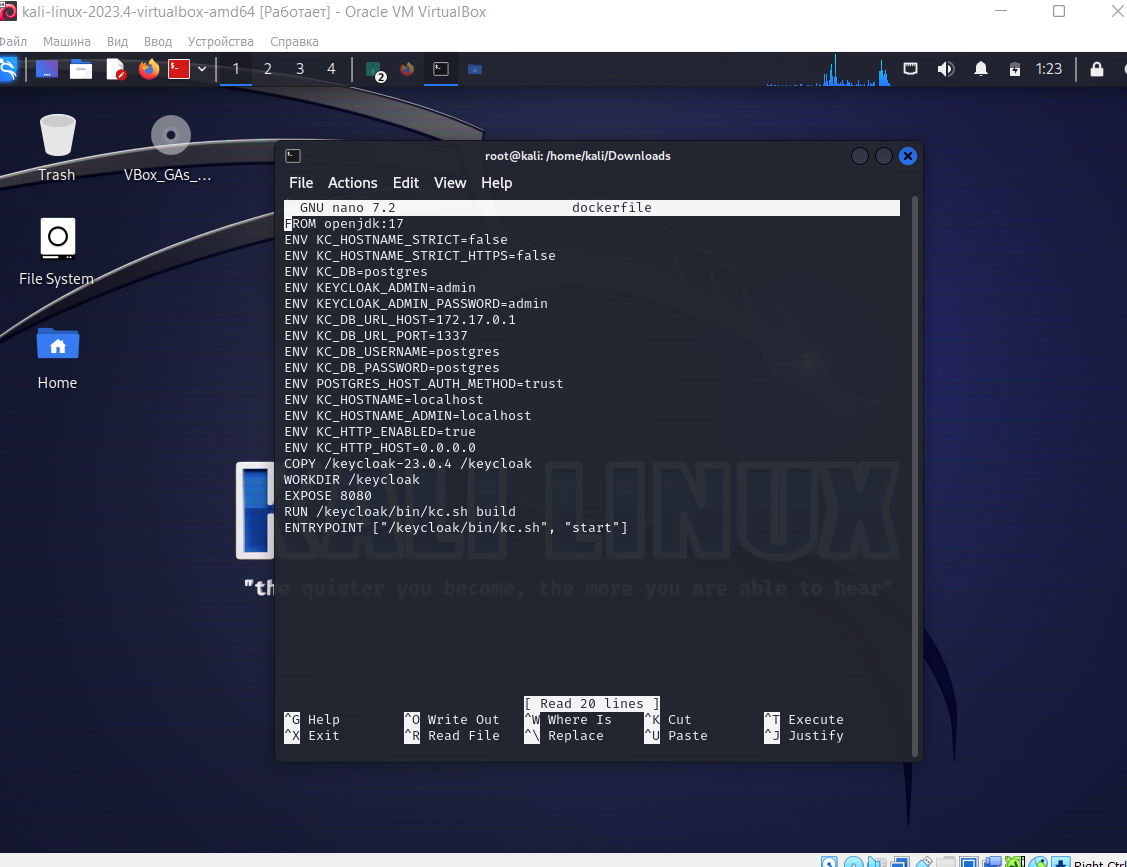 kali-linux-2023.4-virtualbox-amd64 [Работает] - Oracle VM VirtualBox
Файл Машина Вид Ввод Устройства Справка
1 2 3 4 2 1:23
Trash
VBox_GAs_...
File System
Home
root@kali: /home/kali/Downloads
File Actions Edit View Help
GNU nano 7.2 dockerfile
FROM openjdk:17
ENV KC_HOSTNAME_STRICT=false
ENV KC_HOSTNAME_STRICT_HTTPS=false
ENV KC_DB=postgres
ENV KEYCLOAK_ADMIN=admin
ENV KEYCLOAK_ADMIN_PASSWORD=admin
ENV KC_DB_URL_HOST=172.17.0.1
ENV KC_DB_URL_PORT=1337
ENV KC_DB_USERNAME=postgres
ENV KC_DB_PASSWORD=postgres
ENV POSTGRES_HOST_AUTH_METHOD=trust
ENV KC_HOSTNAME=localhost
ENV KC_HOSTNAME_ADMIN=localhost
ENV KC_HTTP_ENABLED=true
ENV KC_HTTP_HOST=0.0.0.0
COPY /keycloak-23.0.4 /keycloak
WORKDIR /keycloak
EXPOSE 8080
RUN /keycloak/bin/kc.sh build
ENTRYPOINT ["/keycloak/bin/kc.sh", "start"]
KALI LINUX
"the quieter you become, the more you are able to hear"
[ Read 20 lines ]
^G Help ^O Write Out ^W Where Is ^K Cut ^T Execute
^X Exit ^R Read File ^\ Replace ^U Paste ^J Justify
Right Ctrl